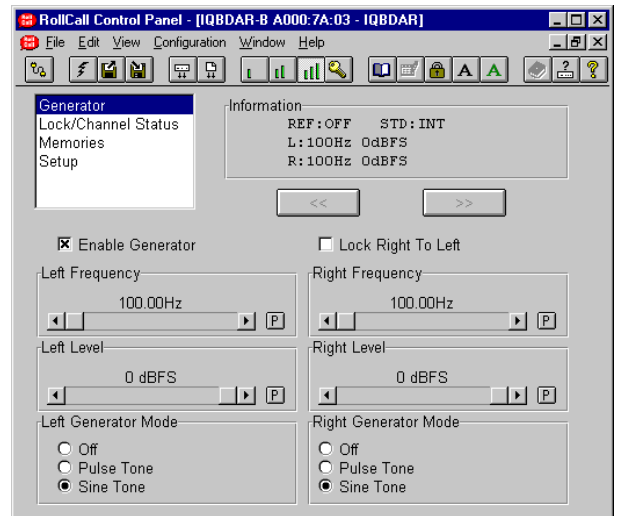 RollCall Control Panel - [IQBDAR-B A000:7A:03 - IQBDAR]
File Edit View Configuration Window Help
A A
Generator
Lock/Channel Status
Memories
Setup
Information
REF:OFF STD:INT
L:100Hz 0dBFS
R:100Hz 0dBFS
<< >>
Enable Generator Lock Right To Left
Left Frequency Right Frequency
100.00Hz 100.00Hz
P P
Left Level Right Level
0 dBFS 0 dBFS
P P
Left Generator Mode Right Generator Mode
Off Off
Pulse Tone Pulse Tone
Sine Tone Sine Tone